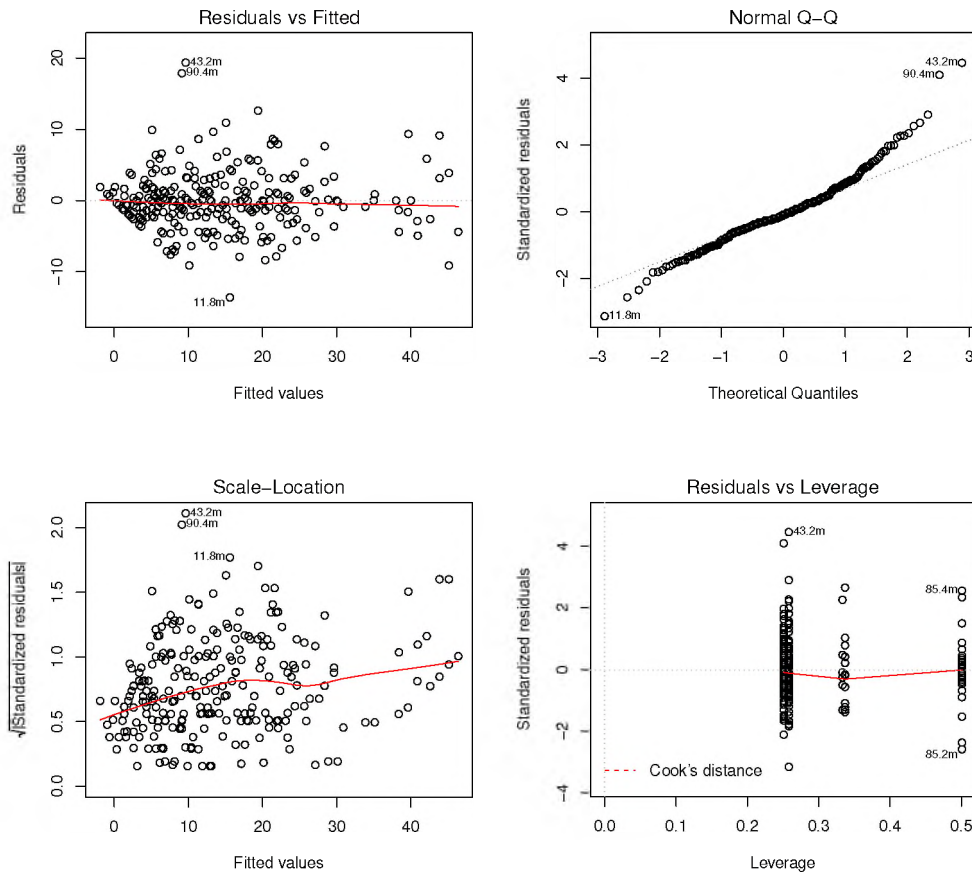 Residuals vs Fitted
Residuals
20
10
0
−10
43.2m
90.4m
11.8m
0 10 20 30 40
Fitted values
Normal Q−Q
Standardized residuals
4
2
0
−2
43.2m
90.4m
11.8m
−3 −2 −1 0 1 2 3
Theoretical Quantiles
Scale−Location
√|Standardized residuals|
2.0
1.5
1.0
0.5
0.0
43.2m
90.4m
11.8m
0 10 20 30 40
Fitted values
Residuals vs Leverage
Standardized residuals
4
2
0
−2
−4
43.2m
85.4m
85.2m
Cook's distance
0.0 0.1 0.2 0.3 0.4 0.5
Leverage